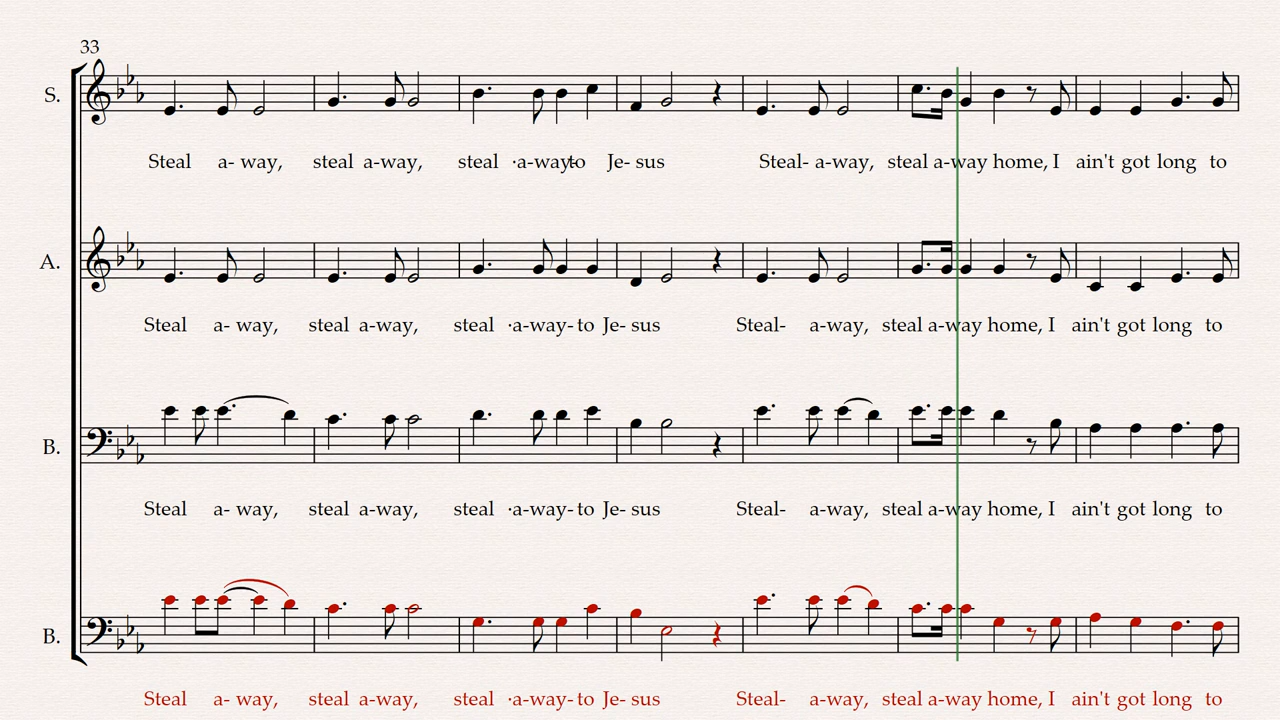 33
S.
Steal a- way, steal a-way, steal ·a-way-to Je- sus Steal- a-way, steal a-way home, I ain't got long to
A.
Steal a- way, steal a-way, steal ·a-way-to Je- sus Steal- a-way, steal a-way home, I ain't got long to
B.
Steal a- way, steal a-way, steal ·a-way-to Je- sus Steal- a-way, steal a-way home, I ain't got long to
B.
Steal a- way, steal a-way, steal ·a-way-to Je- sus Steal- a-way, steal a-way home, I ain't got long to